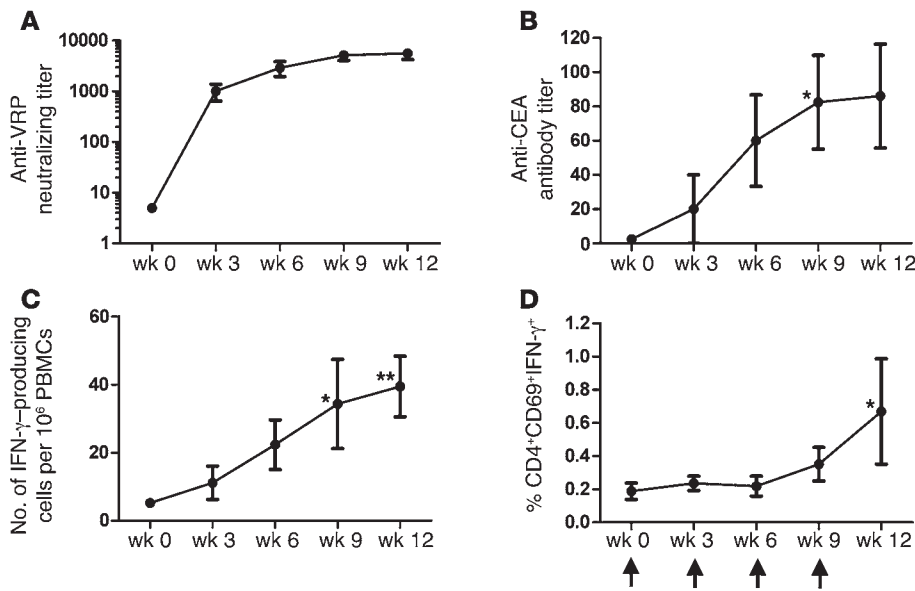 A
Anti-VRP
neutralizing titer
10000
1000
100
10
1
wk 0 wk 3 wk 6 wk 9 wk 12
B
Anti-CEA
antibody titer
120
100
80
60
40
20
0
*
wk 0 wk 3 wk 6 wk 9 wk 12
C
No. of IFN-γ–producing
cells per 10⁶ PBMCs
60
40
20
0
* **
wk 0 wk 3 wk 6 wk 9 wk 12
D
% CD4⁺CD69⁺IFN-γ⁺
1.2
1.0
0.8
0.6
0.4
0.2
0.0
*
wk 0 wk 3 wk 6 wk 9 wk 12